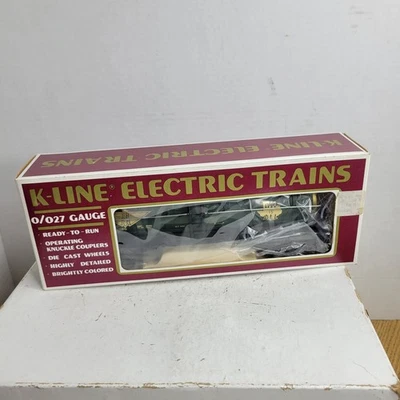 K-LINE ELECTRIC TRAINS
K-LINE® ELECTRIC TRAINS
O/027 GAUGE
· READY-TO-RUN
· OPERATING
KNUCKLE COUPLERS
· DIE CAST WHEELS
· HIGHLY DETAILED
· BRIGHTLY COLORED